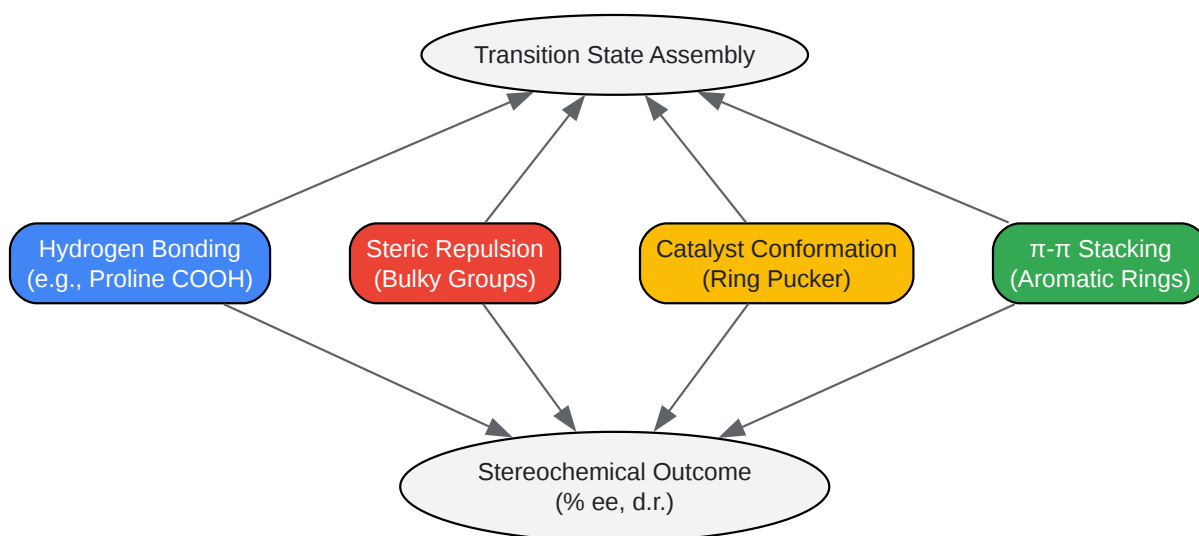 Transition State Assembly
Hydrogen Bonding
(e.g., Proline COOH)
Steric Repulsion
(Bulky Groups)
Catalyst Conformation
(Ring Pucker)
π-π Stacking
(Aromatic Rings)
Stereochemical Outcome
(% ee, d.r.)